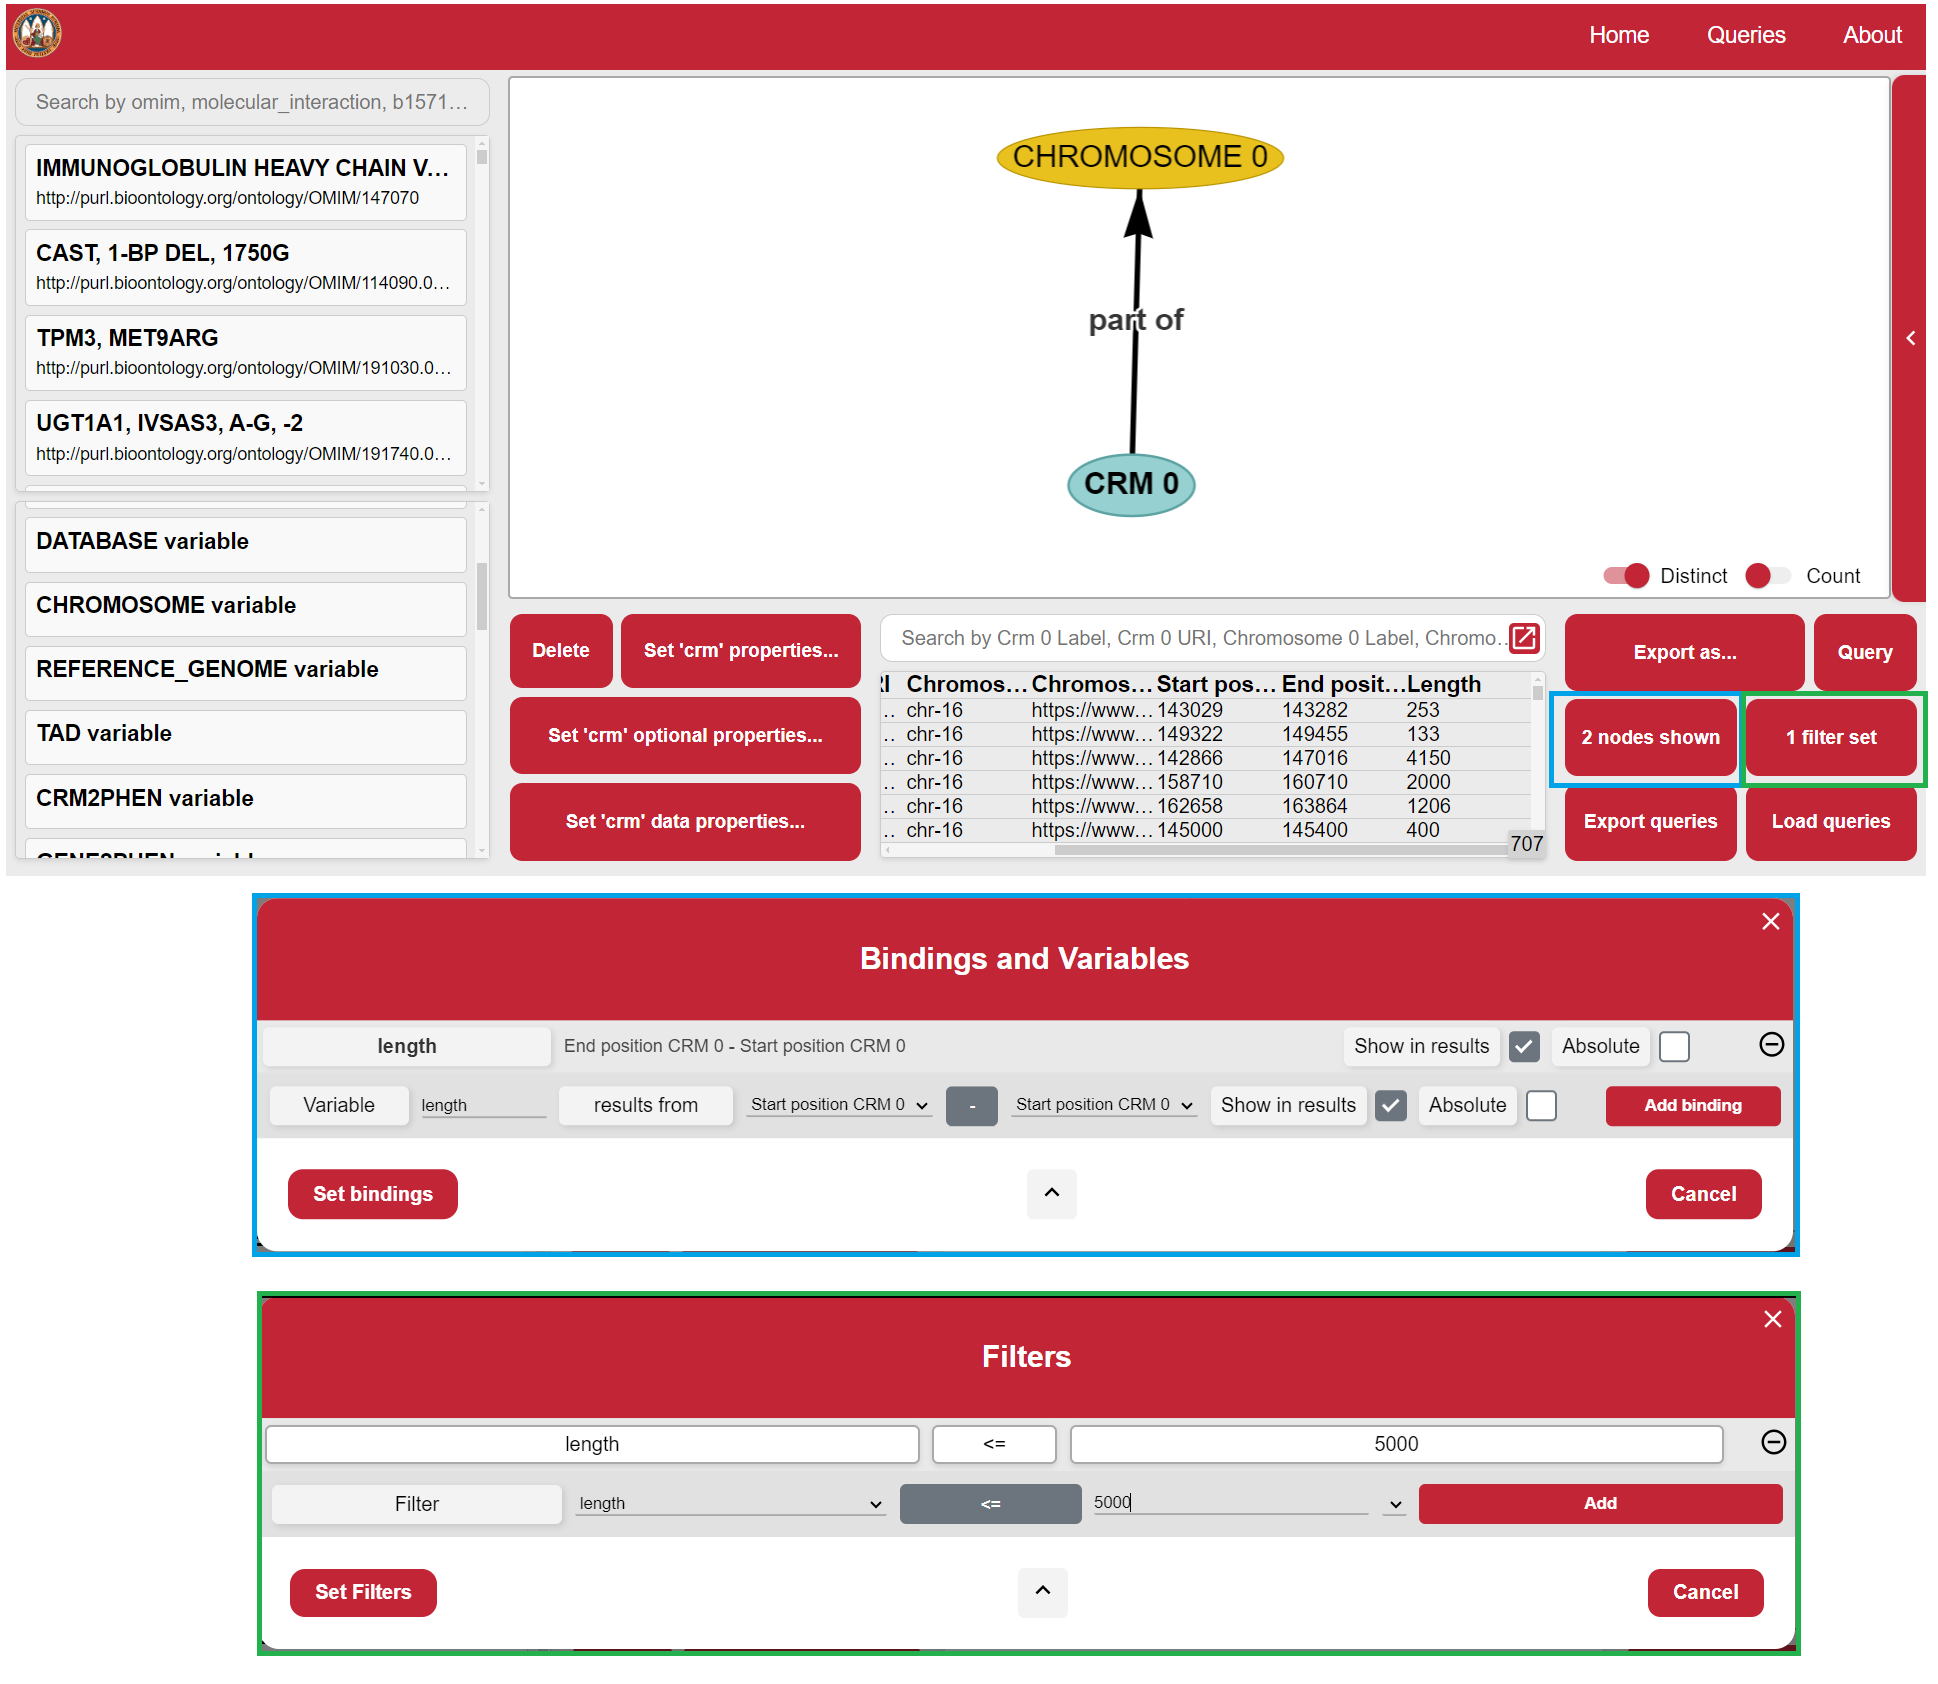 Home Queries About
Search by omim, molecular_interaction, b1571...
IMMUNOGLOBULIN HEAVY CHAIN V...
http://purl.bioontology.org/ontology/OMIM/147070
CAST, 1-BP DEL, 1750G
http://purl.bioontology.org/ontology/OMIM/114090.0...
TPM3, MET9ARG
http://purl.bioontology.org/ontology/OMIM/191030.0...
UGT1A1, IVSAS3, A-G, -2
http://purl.bioontology.org/ontology/OMIM/191740.0...
DATABASE variable
CHROMOSOME variable
REFERENCE_GENOME variable
TAD variable
CRM2PHEN variable
CHROMOSOME 0
part of
CRM 0
Distinct Count
Delete
Set 'crm' properties...
Set 'crm' optional properties...
Set 'crm' data properties...
Search by Crm 0 Label, Crm 0 URI, Chromosome 0 Label, Chromo...
Chromos... Chromos... Start pos... End posit... Length
.. chr-16 https://www... 143029 143282 253
.. chr-16 https://www... 149322 149455 133
.. chr-16 https://www... 142866 147016 4150
.. chr-16 https://www... 158710 160710 2000
.. chr-16 https://www... 162658 163864 1206
.. chr-16 https://www... 145000 145400 400
707
Export as... Query
2 nodes shown 1 filter set
Export queries Load queries
Bindings and Variables
length End position CRM 0 - Start position CRM 0 Show in results Absolute
Variable length results from Start position CRM 0 - Start position CRM 0 Show in results Absolute Add binding
Set bindings Cancel
Filters
length <= 5000
Filter length <= 5000 Add
Set Filters Cancel